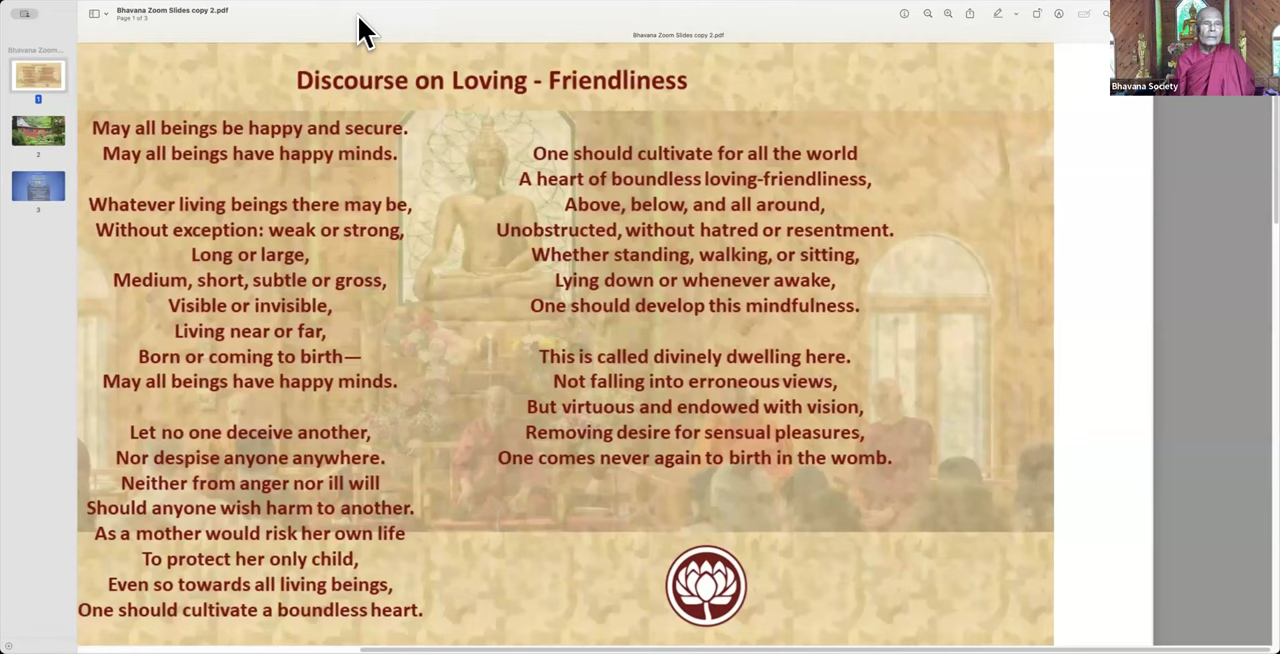 Bhavana Zoom Slides copy 2.pdf
Page 1 of 3
Bhavana Zoom Slides copy 2.pdf
Bhavana Society
Bhavana Zoom...
1
2
3
Discourse on Loving - Friendliness
May all beings be happy and secure.
May all beings have happy minds.
Whatever living beings there may be,
Without exception: weak or strong,
Long or large,
Medium, short, subtle or gross,
Visible or invisible,
Living near or far,
Born or coming to birth—
May all beings have happy minds.
Let no one deceive another,
Nor despise anyone anywhere.
Neither from anger nor ill will
Should anyone wish harm to another.
As a mother would risk her own life
To protect her only child,
Even so towards all living beings,
One should cultivate a boundless heart.
One should cultivate for all the world
A heart of boundless loving-friendliness,
Above, below, and all around,
Unobstructed, without hatred or resentment.
Whether standing, walking, or sitting,
Lying down or whenever awake,
One should develop this mindfulness.
This is called divinely dwelling here.
Not falling into erroneous views,
But virtuous and endowed with vision,
Removing desire for sensual pleasures,
One comes never again to birth in the womb.